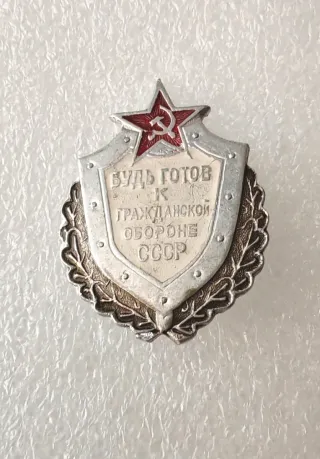 БУДЬ ГОТОВ
К
ГРАЖДАНСКОЙ
ОБОРОНЕ
СССР